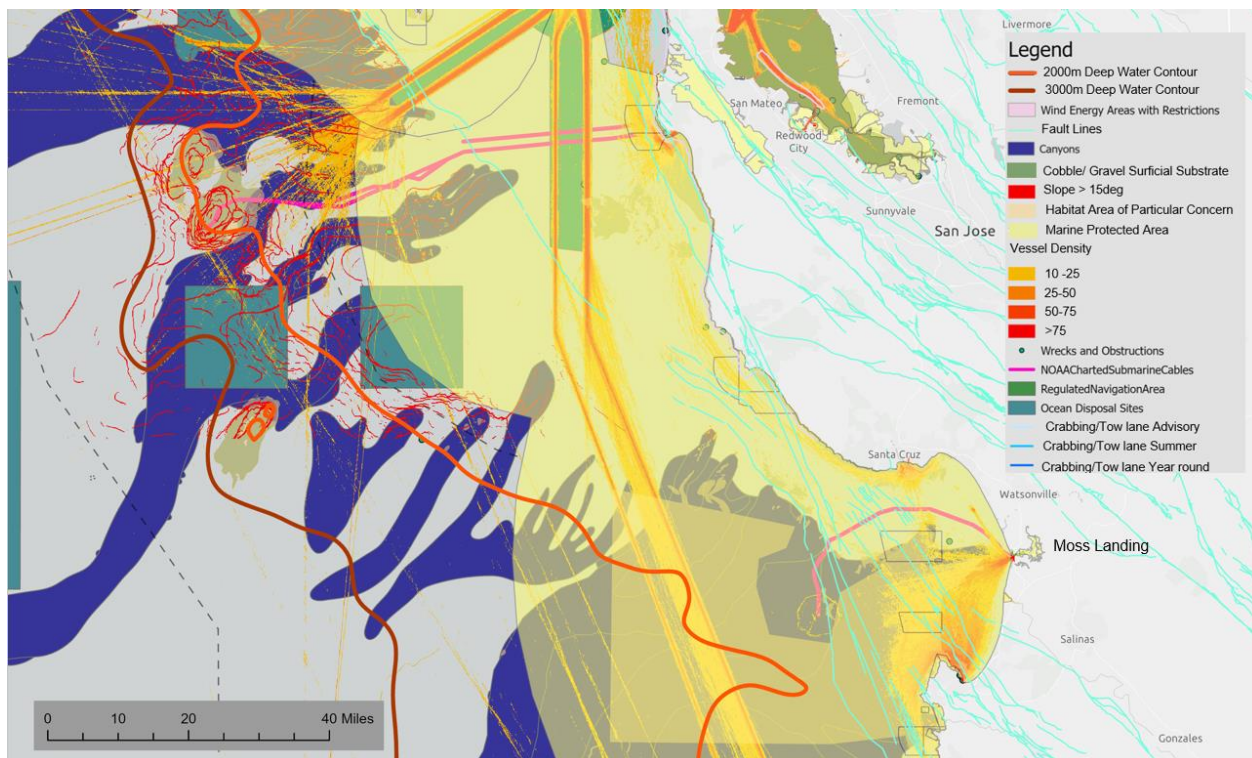 Livermore
Legend
2000m Deep Water Contour
3000m Deep Water Contour
Wind Energy Areas with Restrictions
Fault Lines
Canyons
Cobble/ Gravel Surficial Substrate
Slope > 15deg
Habitat Area of Particular Concern
Marine Protected Area
Vessel Density
10 -25
25-50
50-75
>75
Wrecks and Obstructions
NOAAChartedSubmarineCables
RegulatedNavigationArea
Ocean Disposal Sites
Crabbing/Tow lane Advisory
Crabbing/Tow lane Summer
Crabbing/Tow lane Year round
San Mateo
Fremont
Redwood
City
Sunnyvale
San Jose
Santa Cruz
Watsonville
Moss Landing
Salinas
Gonzales
0 10 20 40 Miles